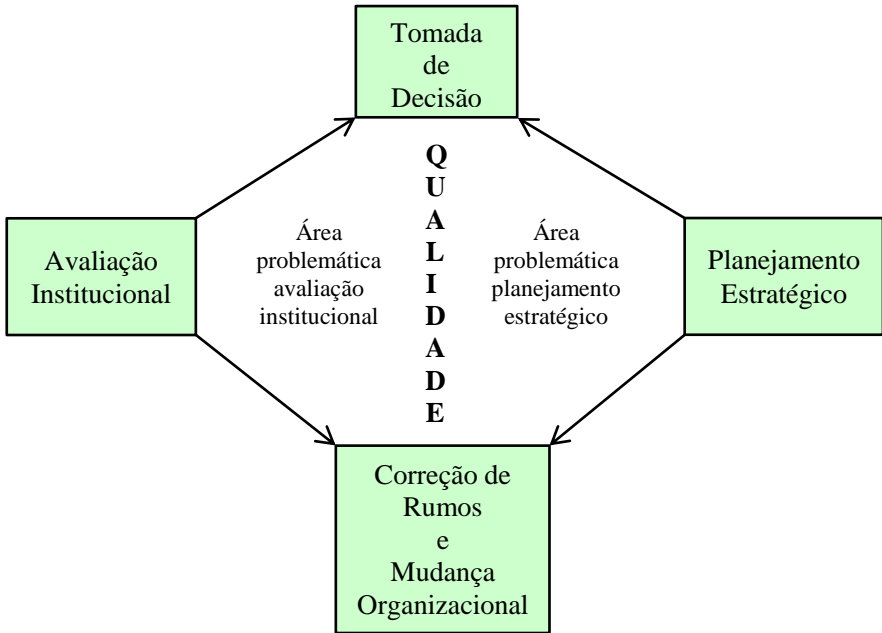 Tomada
de
Decisão
Avaliação
Institucional
Área
problemática
avaliação
institucional
Q
U
A
L
I
D
A
D
E
Área
problemática
planejamento
estratégico
Planejamento
Estratégico
Correção de
Rumos
e
Mudança
Organizacional